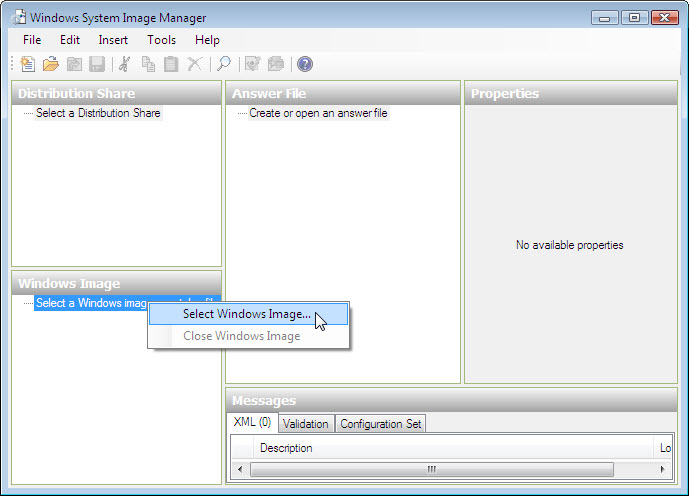 Windows System Image Manager
File Edit Insert Tools Help
Distribution Share
Select a Distribution Share
Answer File
Create or open an answer file
Properties
No available properties
Windows Image
Select a Windows imag
Select Windows Image...
Close Windows Image
Messages
XML (0) Validation Configuration Set
Description Lo